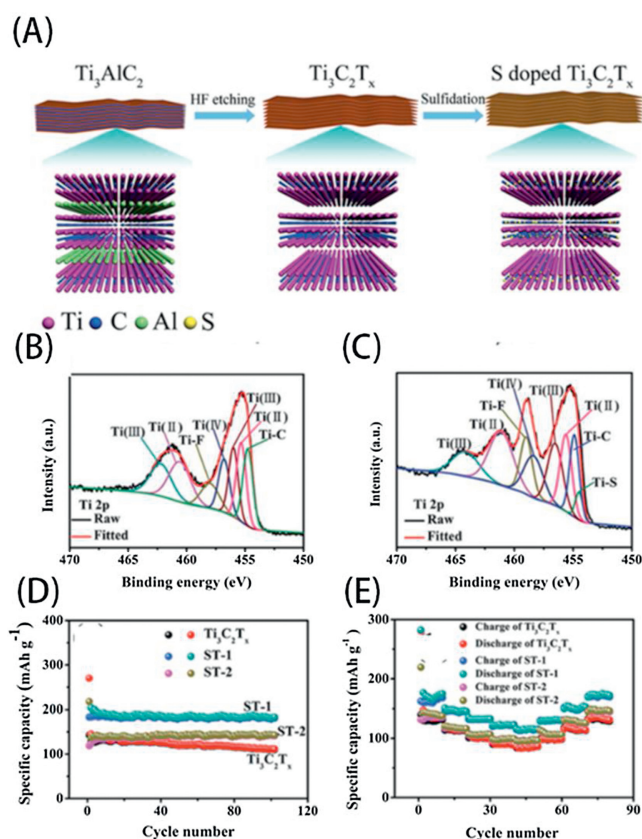 (A)
Ti3AlC2
HF etching
Ti3C2Tx
Sulfidation
S doped Ti3C2Tx
Ti C Al S
(B)
Ti(III)
Ti(II)
Ti-F
Ti(IV)
Ti(III)
Ti(II)
Ti-C
Ti 2p
Raw
Fitted
Intensity (a.u.)
470 465 460 455 450
Binding energy (eV)
(C)
Ti(III)
Ti(II)
Ti-F
Ti(IV)
Ti(III)
Ti(II)
Ti-C
Ti-S
Ti 2p
Raw
Fitted
Intensity (a.u.)
470 465 460 455 450
Binding energy (eV)
(D)
Specific capacity (mAh g-1)
400
300
200
100
0
Ti3C2Tx
ST-1
ST-2
ST-1
ST-2
Ti3C2Tx
0 40 80 120
Cycle number
(E)
Specific capacity (mAh g-1)
300
200
100
0
Charge of Ti3C2Tx
Discharge of Ti3C2Tx
Charge of ST-1
Discharge of ST-1
Charge of ST-2
Discharge of ST-2
0 20 40 60 80
Cycle number